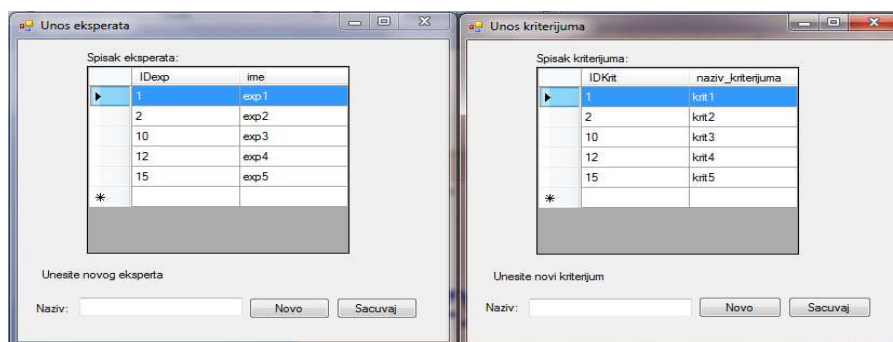 Unos eksperata
Spisak eksperata:
IDexp ime
1 exp1
2 exp2
10 exp3
12 exp4
15 exp5
Unesite novog eksperta
Naziv: Novo Sacuvaj
Unos kriterijuma
Spisak kriterijuma:
IDKrit naziv_kriterijuma
1 krit1
2 krit2
10 krit3
12 krit4
15 krit5
Unesite novi kriterijum
Naziv: Novo Sacuvaj